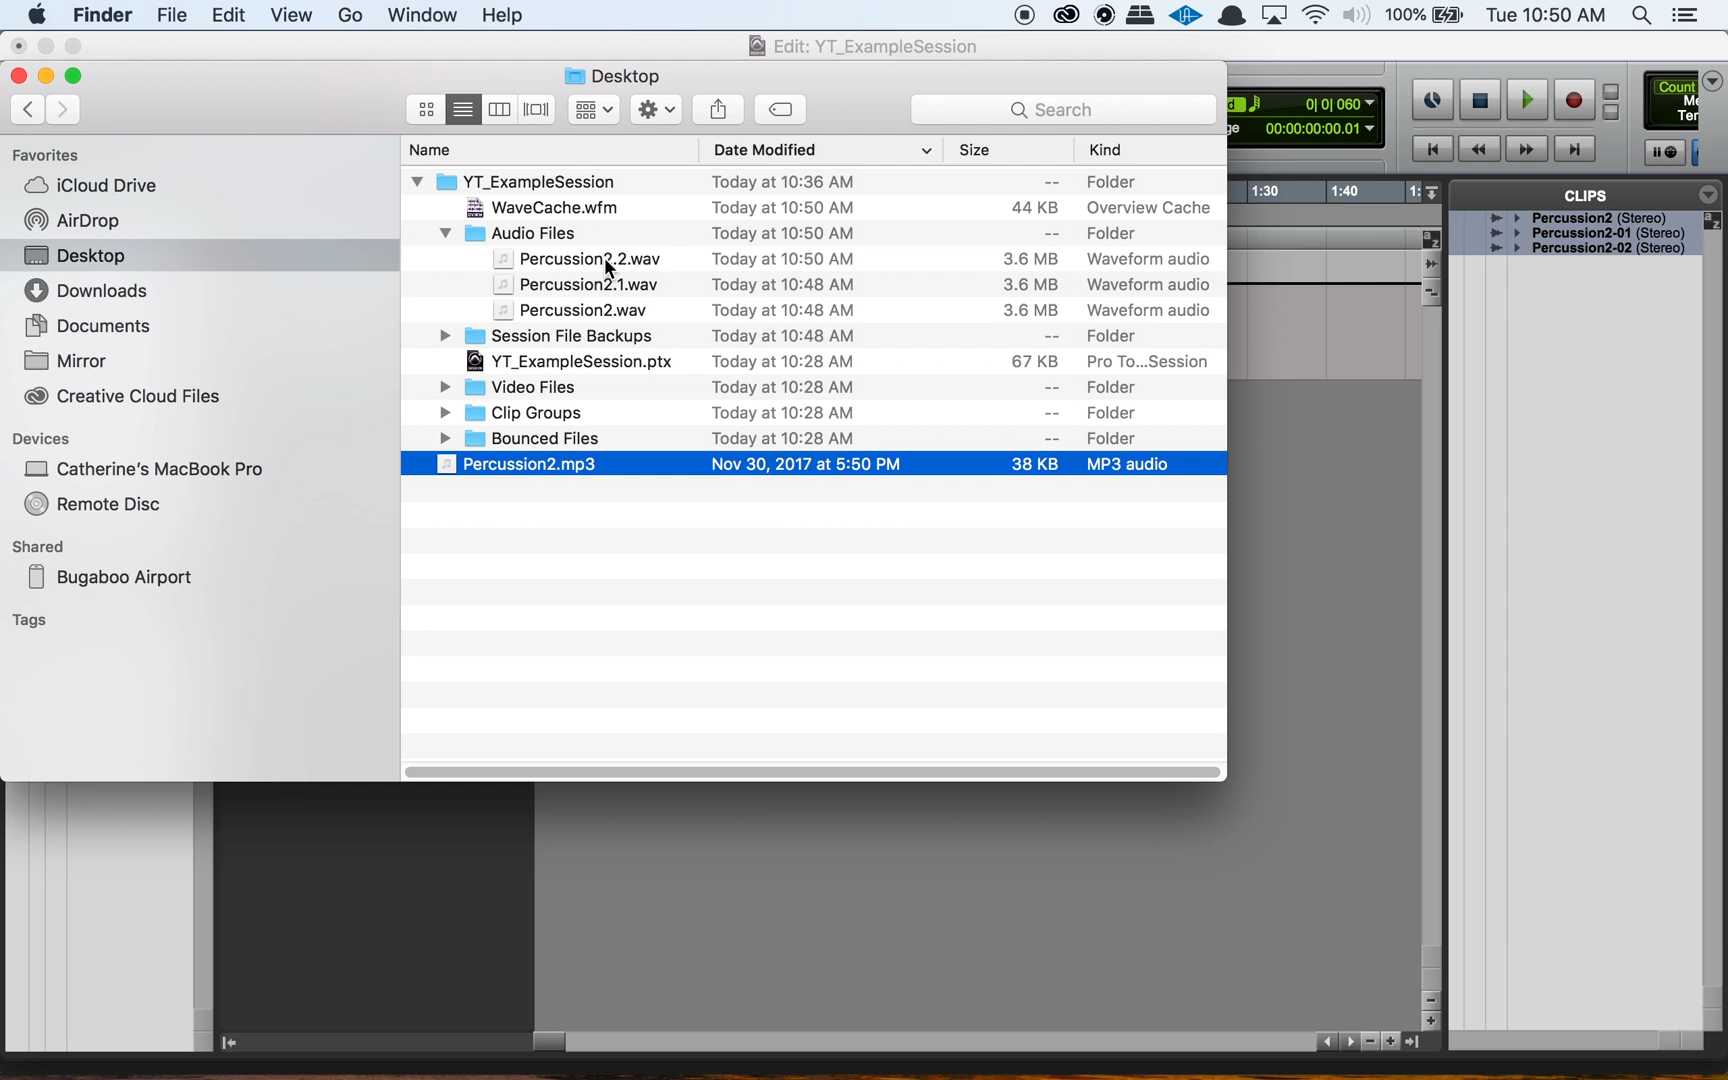 Finder File Edit View Go Window Help 100% Tue 10:50 AM
Edit: YT_ExampleSession
Desktop
Search
Count
0| 0| 060
00:00:00:00.01
Favorites
iCloud Drive
AirDrop
Desktop
Downloads
Documents
Mirror
Creative Cloud Files
Devices
Catherine's MacBook Pro
Remote Disc
Shared
Bugaboo Airport
Tags
Name Date Modified Size Kind
YT_ExampleSession Today at 10:36 AM -- Folder
WaveCache.wfm Today at 10:50 AM 44 KB Overview Cache
Audio Files Today at 10:50 AM -- Folder
Percussion2.2.wav Today at 10:50 AM 3.6 MB Waveform audio
Percussion2.1.wav Today at 10:48 AM 3.6 MB Waveform audio
Percussion2.wav Today at 10:48 AM 3.6 MB Waveform audio
Session File Backups Today at 10:48 AM -- Folder
YT_ExampleSession.ptx Today at 10:28 AM 67 KB Pro To...Session
Video Files Today at 10:28 AM -- Folder
Clip Groups Today at 10:28 AM -- Folder
Bounced Files Today at 10:28 AM -- Folder
Percussion2.mp3 Nov 30, 2017 at 5:50 PM 38 KB MP3 audio
1:30 1:40 1:
CLIPS
Percussion2 (Stereo)
Percussion2-01 (Stereo)
Percussion2-02 (Stereo)